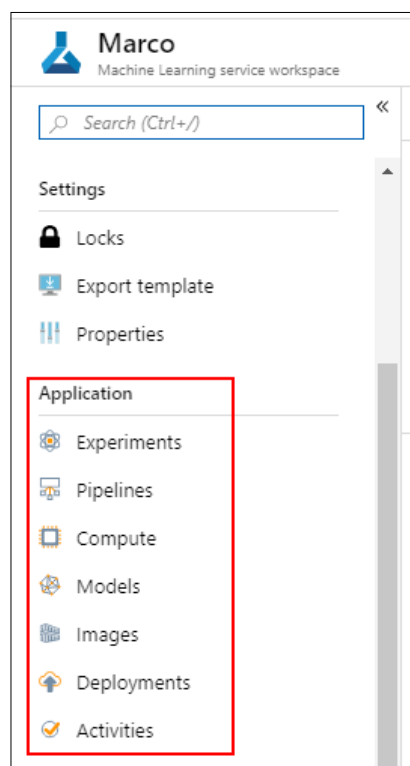 Marco
Machine Learning service workspace
Search (Ctrl+/)
«
Settings
Locks
Export template
Properties
Application
Experiments
Pipelines
Compute
Models
Images
Deployments
Activities